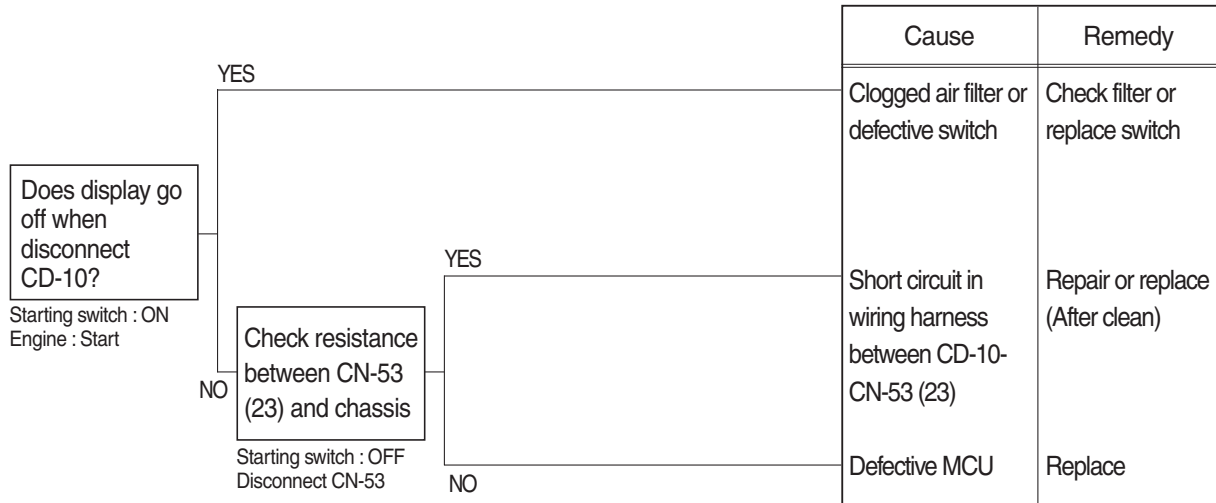 Cause
Remedy
YES
Clogged air filter or
defective switch
Check filter or
replace switch
Does display go
off when
disconnect
CD-10?
Starting switch : ON
Engine : Start
YES
Short circuit in
wiring harness
between CD-10-
CN-53 (23)
Repair or replace
(After clean)
NO
Check resistance
between CN-53
(23) and chassis
Starting switch : OFF
Disconnect CN-53
NO
Defective MCU
Replace